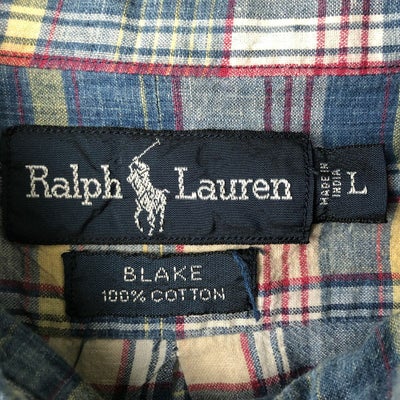 Ralph Lauren
MADE IN
INDIA
L
BLAKE
100% COTTON